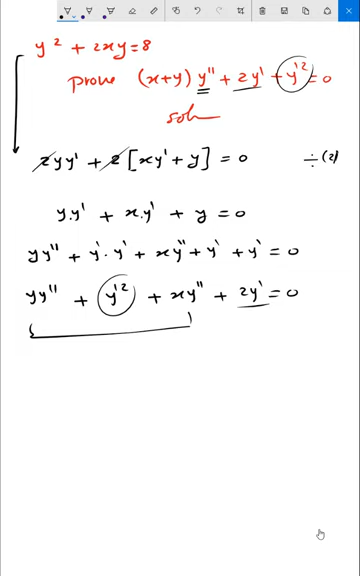 y² + 2xy = 8
prove (x+y) y'' + 2y' + y'² = 0
soln
2yy' + 2[xy' + y] = 0 ÷(2)
y.y' + x.y' + y = 0
yy'' + y'.y' + xy'' + y' + y' = 0
yy'' + y'² + xy'' + 2y' = 0